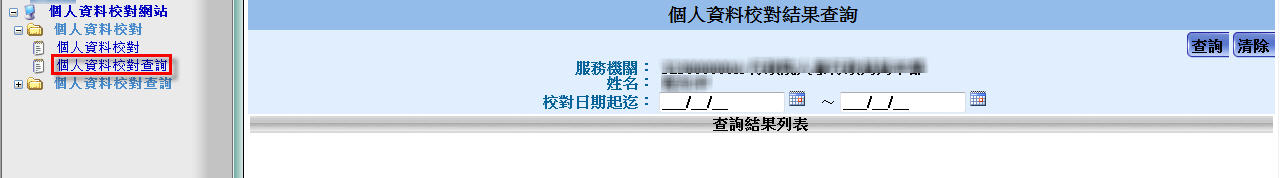 個人資料校對網站
個人資料校對
個人資料校對
個人資料校對查詢
個人資料校對查詢
個人資料校對結果查詢
查詢 清除
服務機關：
姓名：
校對日期起迄： ___/__/__ ～ ___/__/__
查詢結果列表